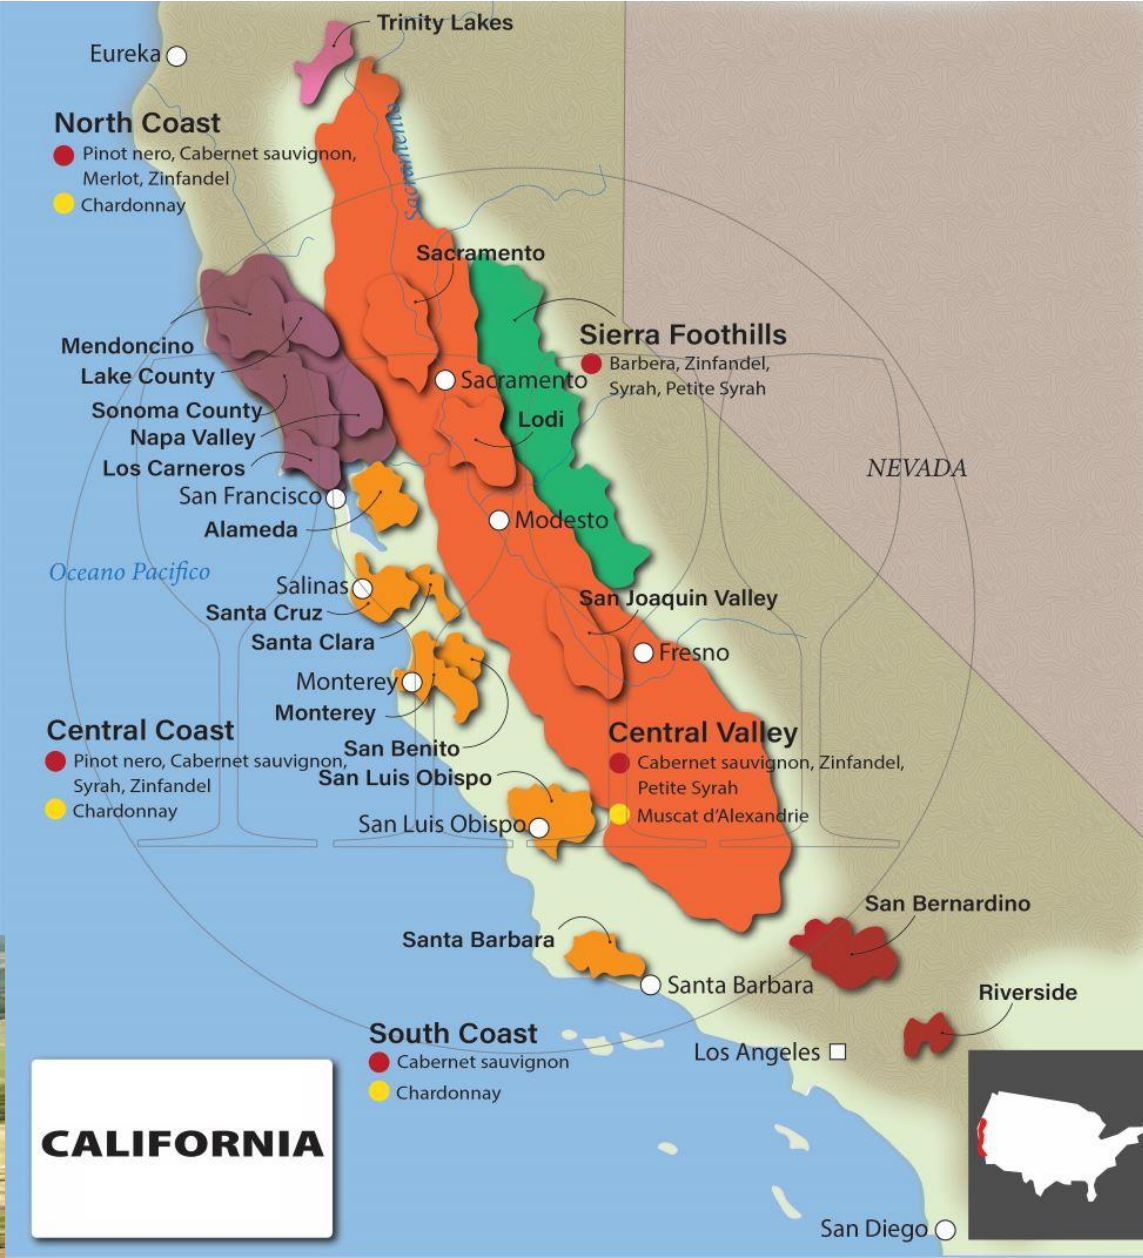 Trinity Lakes
Eureka
North Coast
Pinot nero, Cabernet sauvignon,
Merlot, Zinfandel
Chardonnay
Sacramento
Sacramento
Mendoncino
Lake County
Sonoma County
Napa Valley
Los Carneros
San Francisco
Alameda
Sierra Foothills
Barbera, Zinfandel,
Syrah, Petite Syrah
Sacramento
Lodi
NEVADA
Modesto
Oceano Pacifico
Salinas
Santa Cruz
Santa Clara
San Joaquin Valley
Fresno
Monterey
Monterey
Central Coast
Pinot nero, Cabernet sauvignon,
Syrah, Zinfandel
Chardonnay
San Benito
San Luis Obispo
San Luis Obispo
Central Valley
Cabernet sauvignon, Zinfandel,
Petite Syrah
Muscat d'Alexandrie
San Bernardino
Santa Barbara
Santa Barbara
Riverside
South Coast
Cabernet sauvignon
Chardonnay
Los Angeles
CALIFORNIA
San Diego